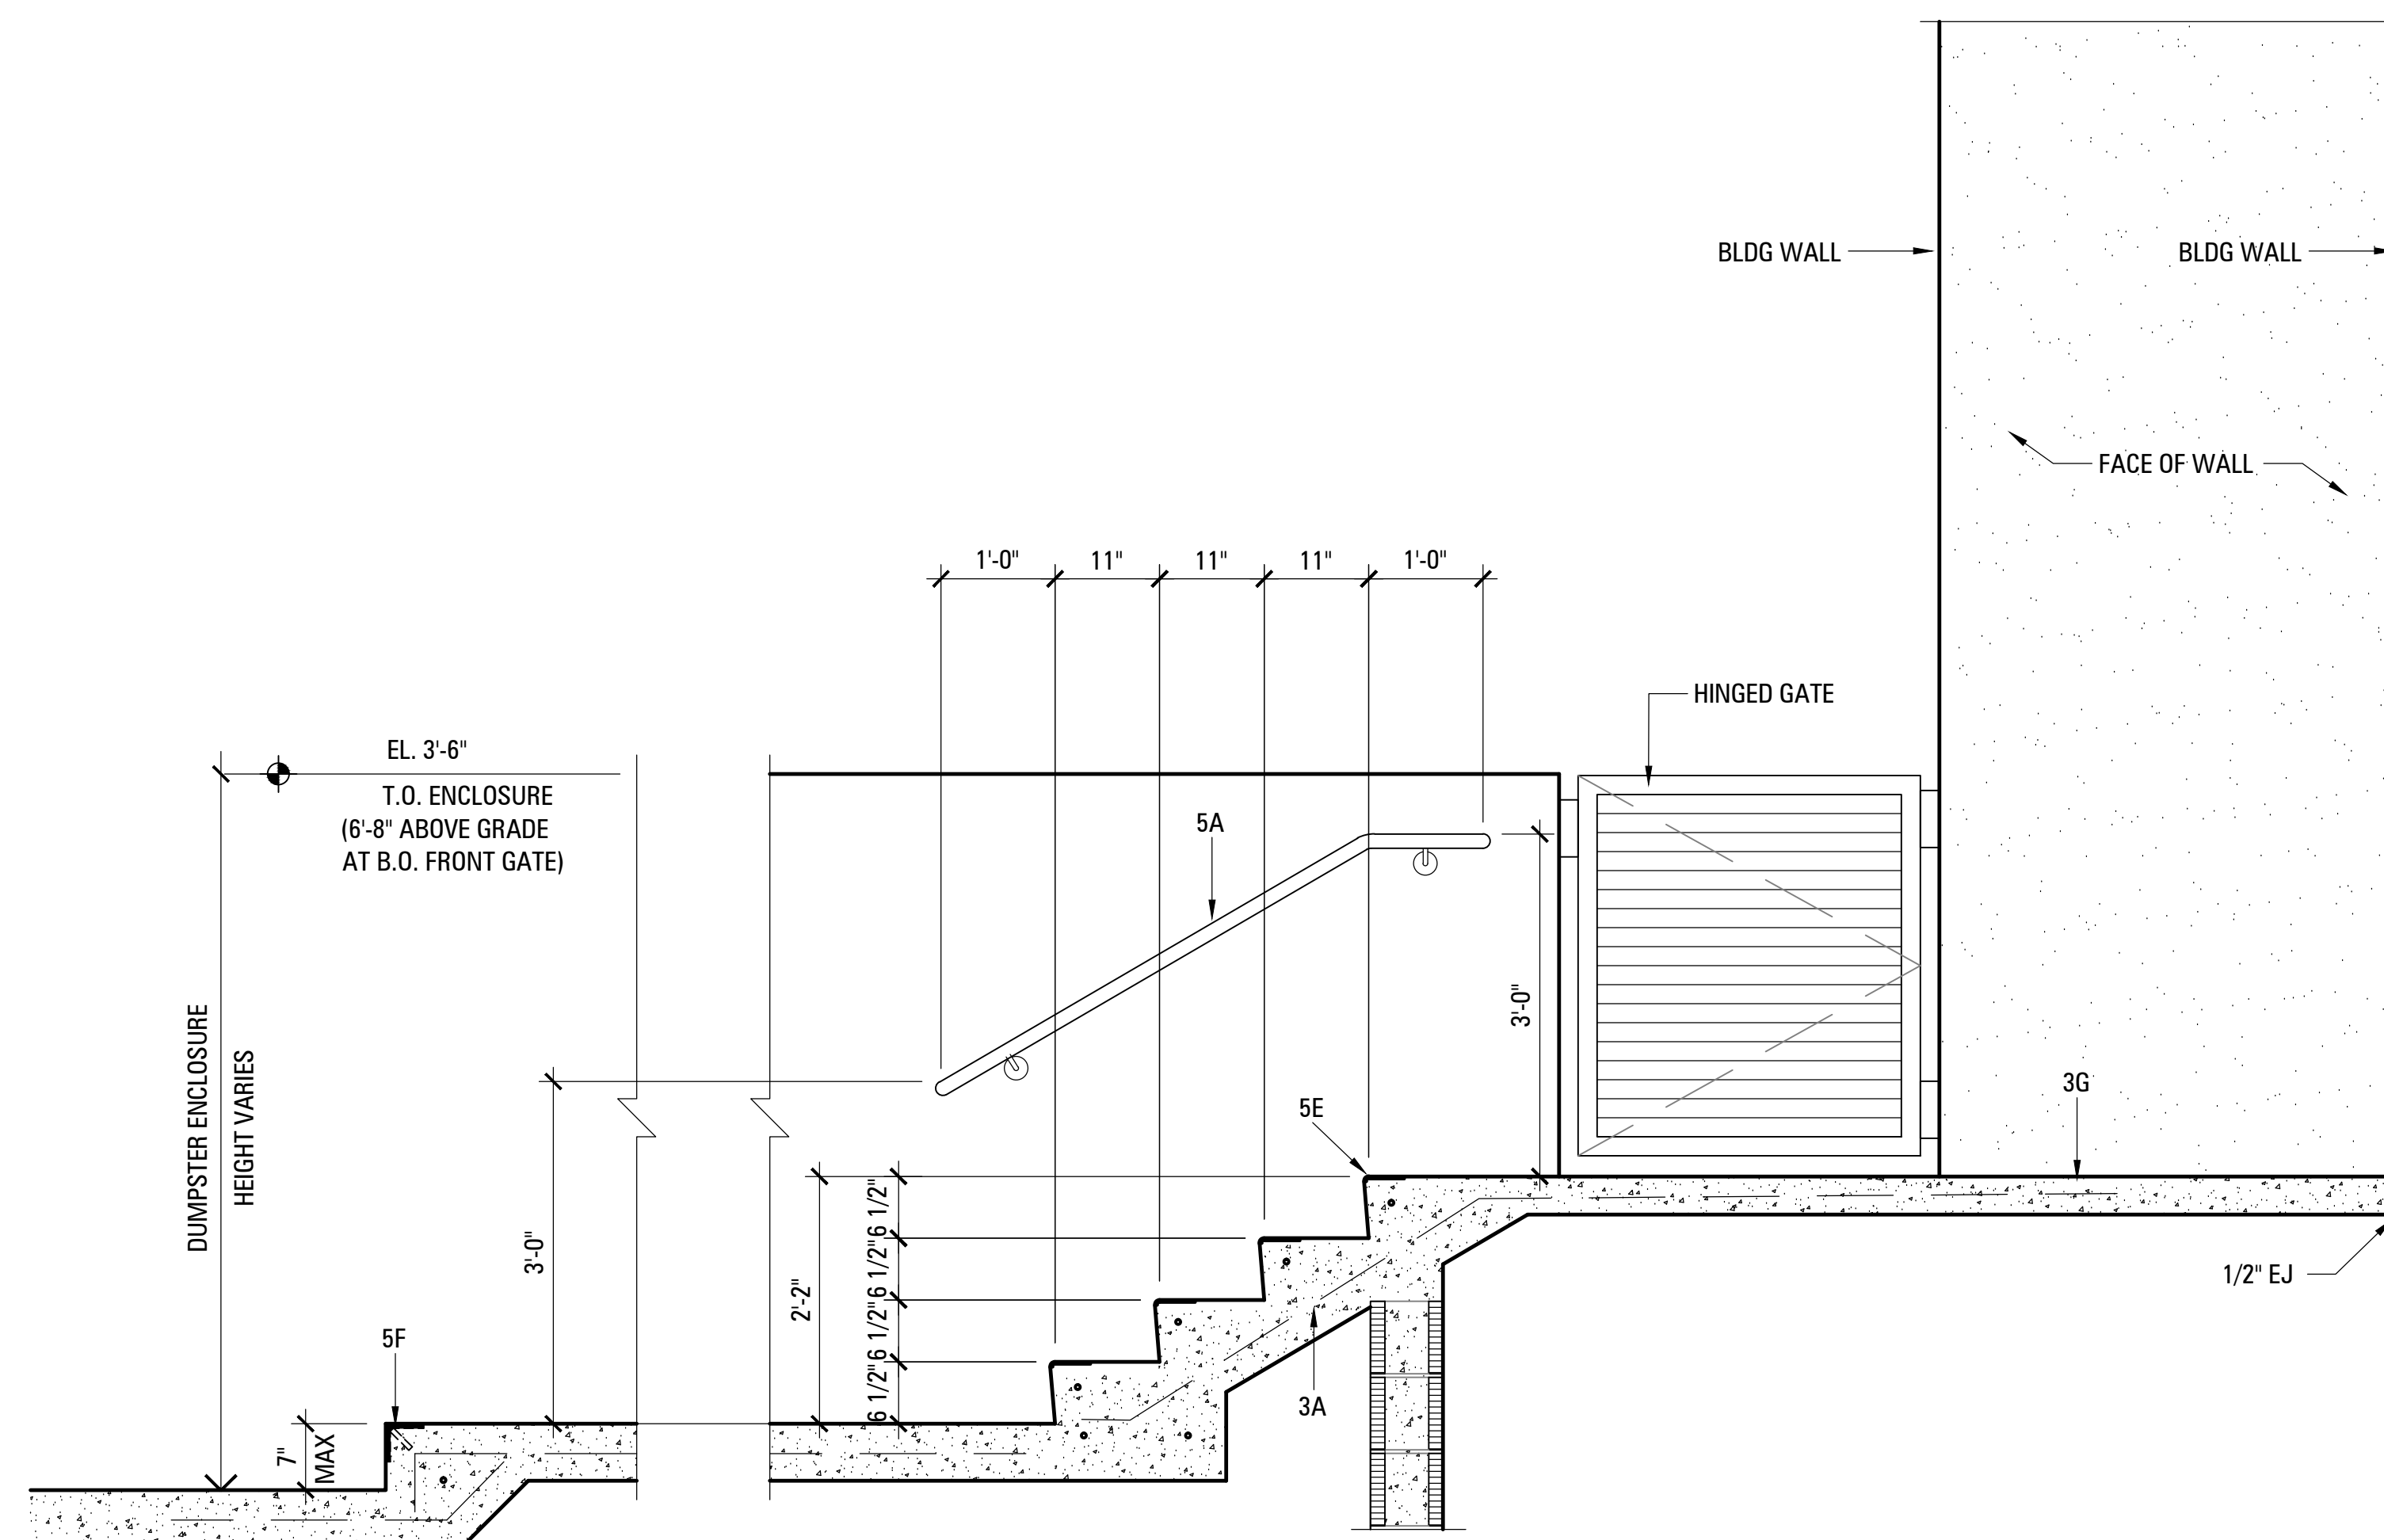 BLDG WALL
BLDG WALL
FACE OF WALL
1'-0"
11"
11"
11"
1'-0"
HINGED GATE
EL. 3'-6"
T.O. ENCLOSURE
(6'-8" ABOVE GRADE
AT B.O. FRONT GATE)
5A
3'-0"
DUMPSTER ENCLOSURE
HEIGHT VARIES
3'-0"
5E
3G
2'-2"
6 1/2"
6 1/2"
6 1/2"
6 1/2"
1/2" EJ
5F
3A
7"
MAX